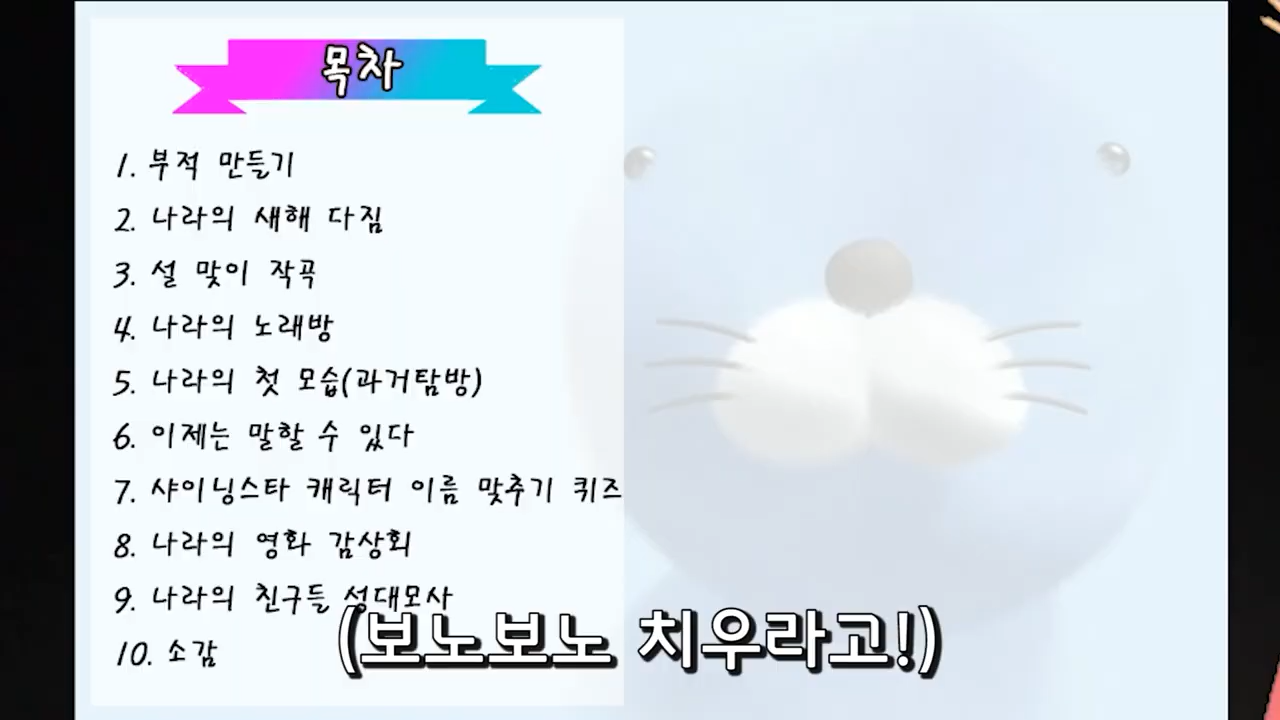 목차
1. 부적 만들기
2. 나라의 새해 다짐
3. 설 맞이 작곡
4. 나라의 노래방
5. 나라의 첫 모습(과거탐방)
6. 이제는 말할 수 있다
7. 샤이닝스타 캐릭터 이름 맞추기 퀴즈
8. 나라의 영화 감상회
9. 나라의 친구들 성대모사
10. 소감
(보노보노 치우라고!)